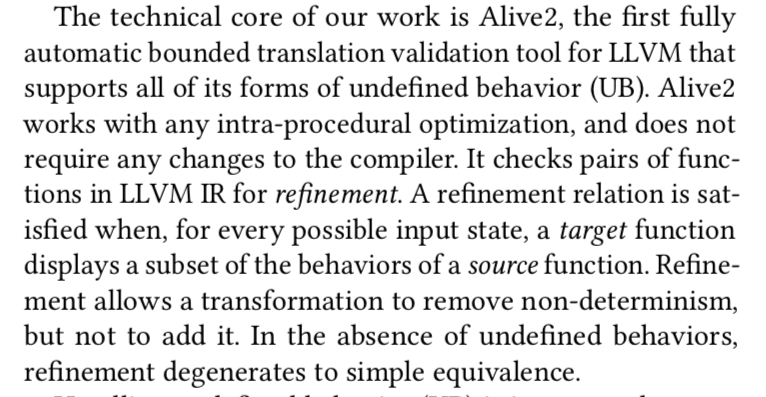 The technical core of our work is Alive2, the first fully
automatic bounded translation validation tool for LLVM that
supports all of its forms of undefined behavior (UB). Alive2
works with any intra-procedural optimization, and does not
require any changes to the compiler. It checks pairs of func-
tions in LLVM IR for refinement. A refinement relation is sat-
isfied when, for every possible input state, a target function
displays a subset of the behaviors of a source function. Refine-
ment allows a transformation to remove non-determinism,
but not to add it. In the absence of undefined behaviors,
refinement degenerates to simple equivalence.